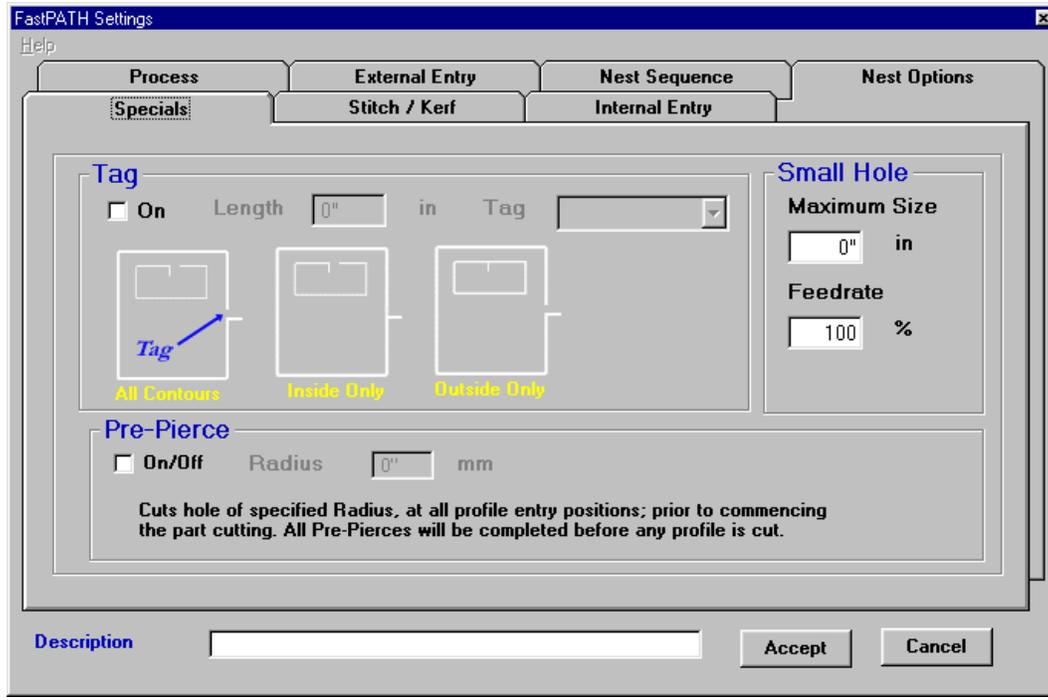 FastPATH Settings
Help
Process External Entry Nest Sequence Nest Options
Specials Stitch / Kerf Internal Entry
Tag
On Length 0" in Tag
Tag
All Contours Inside Only Outside Only
Small Hole
Maximum Size
0" in
Feedrate
100 %
Pre-Pierce
On/Off Radius 0" mm
Cuts hole of specified Radius, at all profile entry positions; prior to commencing
the part cutting. All Pre-Pierces will be completed before any profile is cut.
Description Accept Cancel